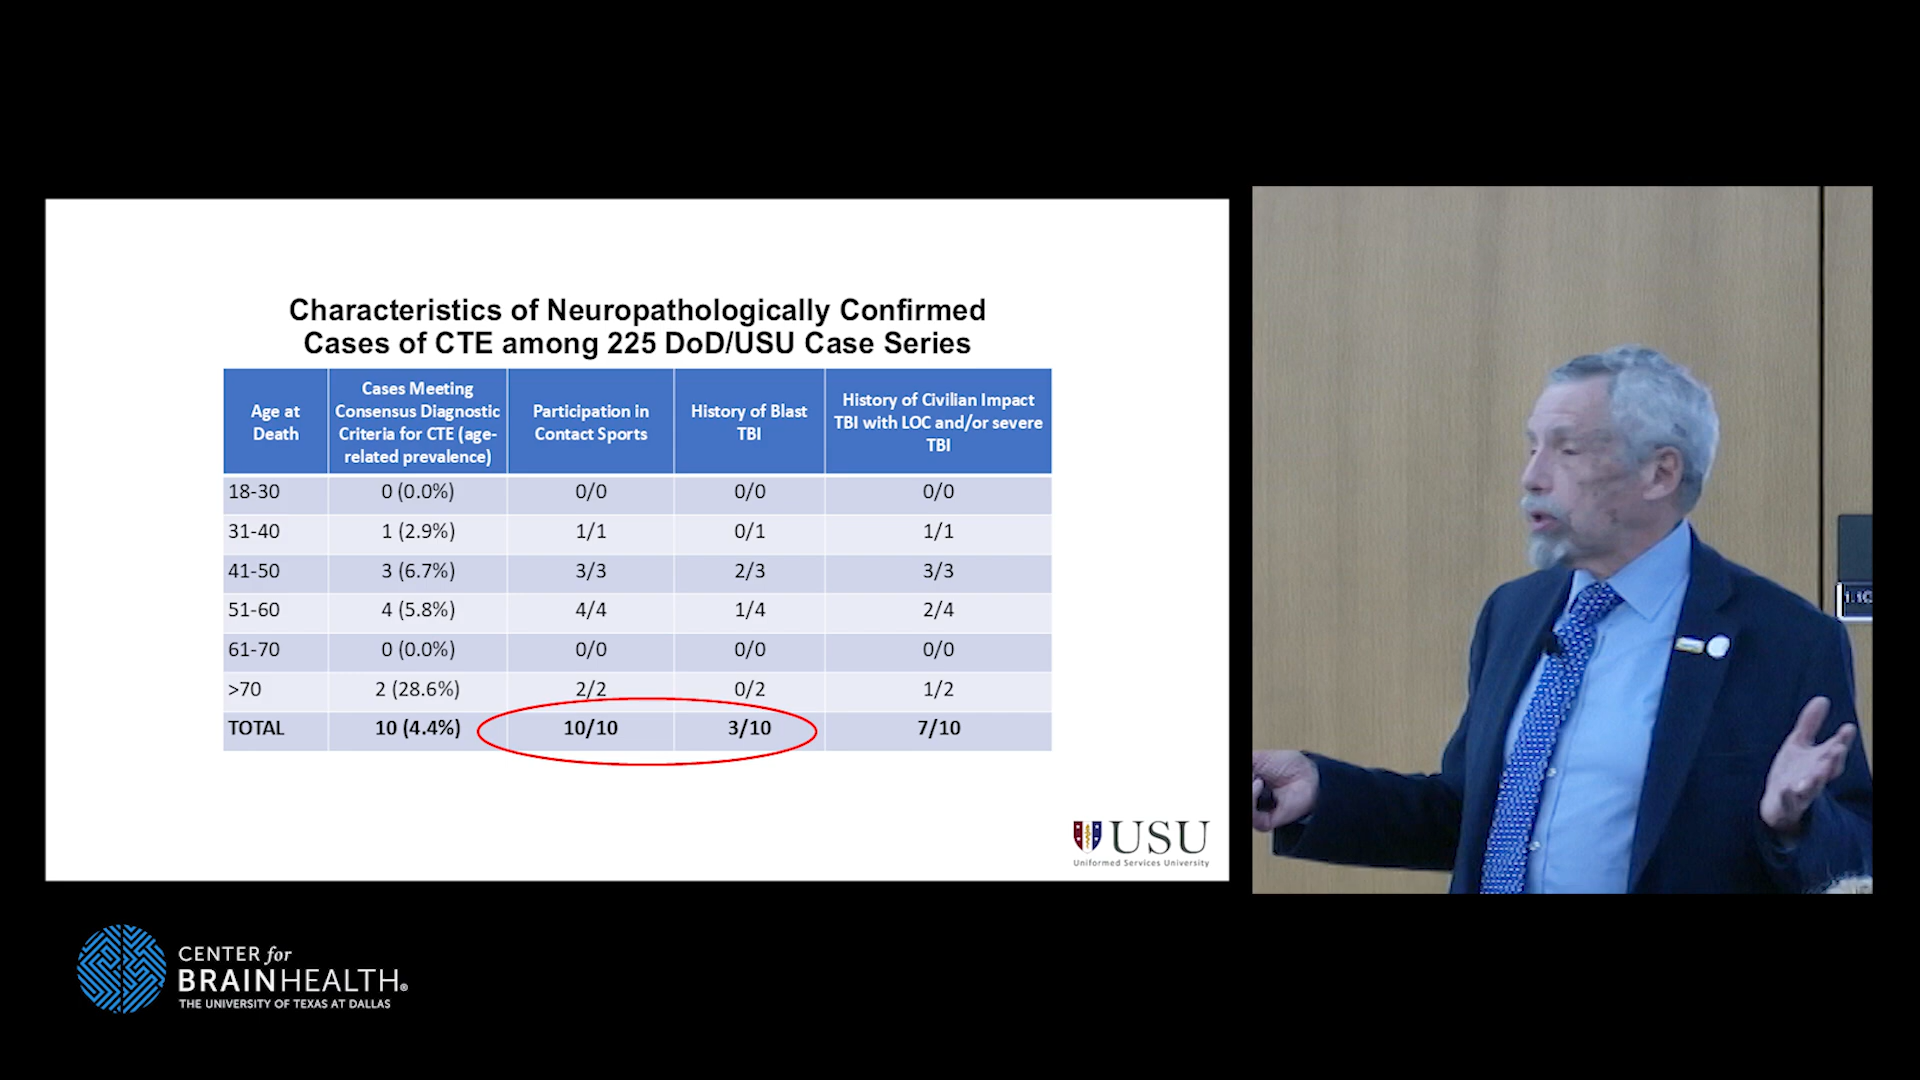 Characteristics of Neuropathologically Confirmed
Cases of CTE among 225 DoD/USU Case Series
Age at
Death
Cases Meeting
Consensus Diagnostic
Criteria for CTE (age-
related prevalence)
Participation in
Contact Sports
History of Blast
TBI
History of Civilian Impact
TBI with LOC and/or severe
TBI
18-30 0 (0.0%) 0/0 0/0 0/0
31-40 1 (2.9%) 1/1 0/1 1/1
41-50 3 (6.7%) 3/3 2/3 3/3
51-60 4 (5.8%) 4/4 1/4 2/4
61-70 0 (0.0%) 0/0 0/0 0/0
>70 2 (28.6%) 2/2 0/2 1/2
TOTAL 10 (4.4%) 10/10 3/10 7/10
USU
Uniformed Services University
CENTER for
BRAINHEALTH®
THE UNIVERSITY OF TEXAS AT DALLAS